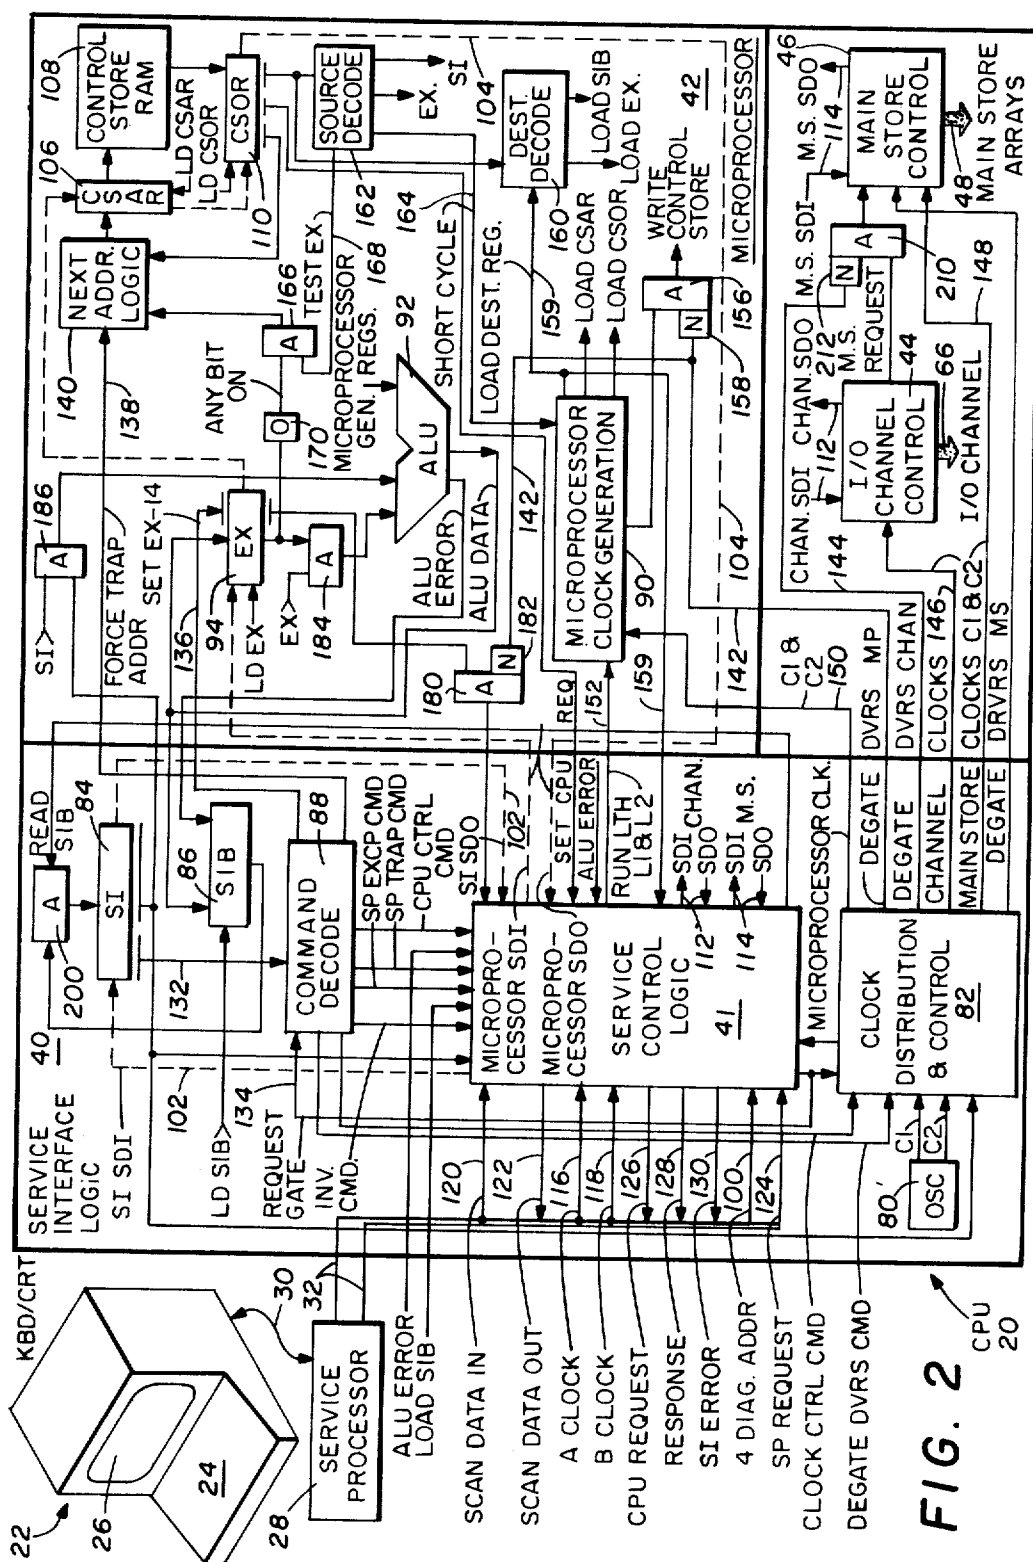 22
26
24
KBD/CRT
30
28
SERVICE
PROCESSOR
32
ALU ERROR
LOAD SIB
SCAN DATA IN
SCAN DATA OUT
A CLOCK
B CLOCK
CPU REQUEST
RESPONSE
SI ERROR
4 DIAG. ADDR
SP REQUEST
CLOCK CTRL CMD
DEGATE DVRS CMD
FIG. 2
CPU
20
SERVICE
INTERFACE
LOGIC
40
SI SDI
102
LD SIB>
134
REQUEST
GATE
INV.
CMD.
120
122
116
118
126
128
130
100
124
80'
OSC
C1
C2
A
200
READ
SIB
84
SI
132
86
SIB
COMMAND
DECODE
88
SP EXCP CMD
SP TRAP CMD
CPU CTRL
CMD
SI SDO
MICROPRO-
CESSOR SDI
MICROPRO-
CESSOR SDO
SERVICE
CONTROL
LOGIC
41
102
SET CPU REQ
ALU ERROR
152
RUN LTH
L1 & L2
SDI
SDO
CHAN.
112
SDI
SDO
M.S.
114
MICROPROCESSOR CLK.
CLOCK
DISTRIBUTION
& CONTROL
82
DEGATE DVRS MP
DEGATE DVRS CHAN
CHANNEL CLOCKS 146
MAIN STORE CLOCKS C1 & C2
DEGATE DRVRS MS
C1 &
C2
150
SI>
A
186
FORCE TRAP
ADDR
SET EX-14
136
94
EX
LD EX
EX>
A
184
138
140
NEXT
ADDR.
LOGIC
106
CSAR
108
CONTROL
STORE
RAM
LD CSAR
LD CSOR
CSOR
110
ANY BIT
ON
O
170
A
166
TEST EX.
168
MICROPROCESSOR
GEN. REGS.
92
ALU
ALU
ERROR
ALU DATA
SHORT CYCLE
164
LOAD DEST. REG.
SOURCE
DECODE
162
EX.
SI
104
DEST.
DECODE
160
LOAD SIB
LOAD EX.
159
42
MICROPROCESSOR
180
A
N
182
142
MICROPROCESSOR
CLOCK GENERATION
90
LOAD CSAR
LOAD CSOR
WRITE
CONTROL
STORE
A
N
156
158
159
142
104
144
CHAN. SDI
CHAN. SDO
112
I/O
CHANNEL
CONTROL
44
66
I/O CHANNEL
212
M.S.
REQUEST
M.S. SDI
M.S. SDO
114
N
A
210
46
MAIN
STORE
CONTROL
48
MAIN STORE
ARRAYS
148